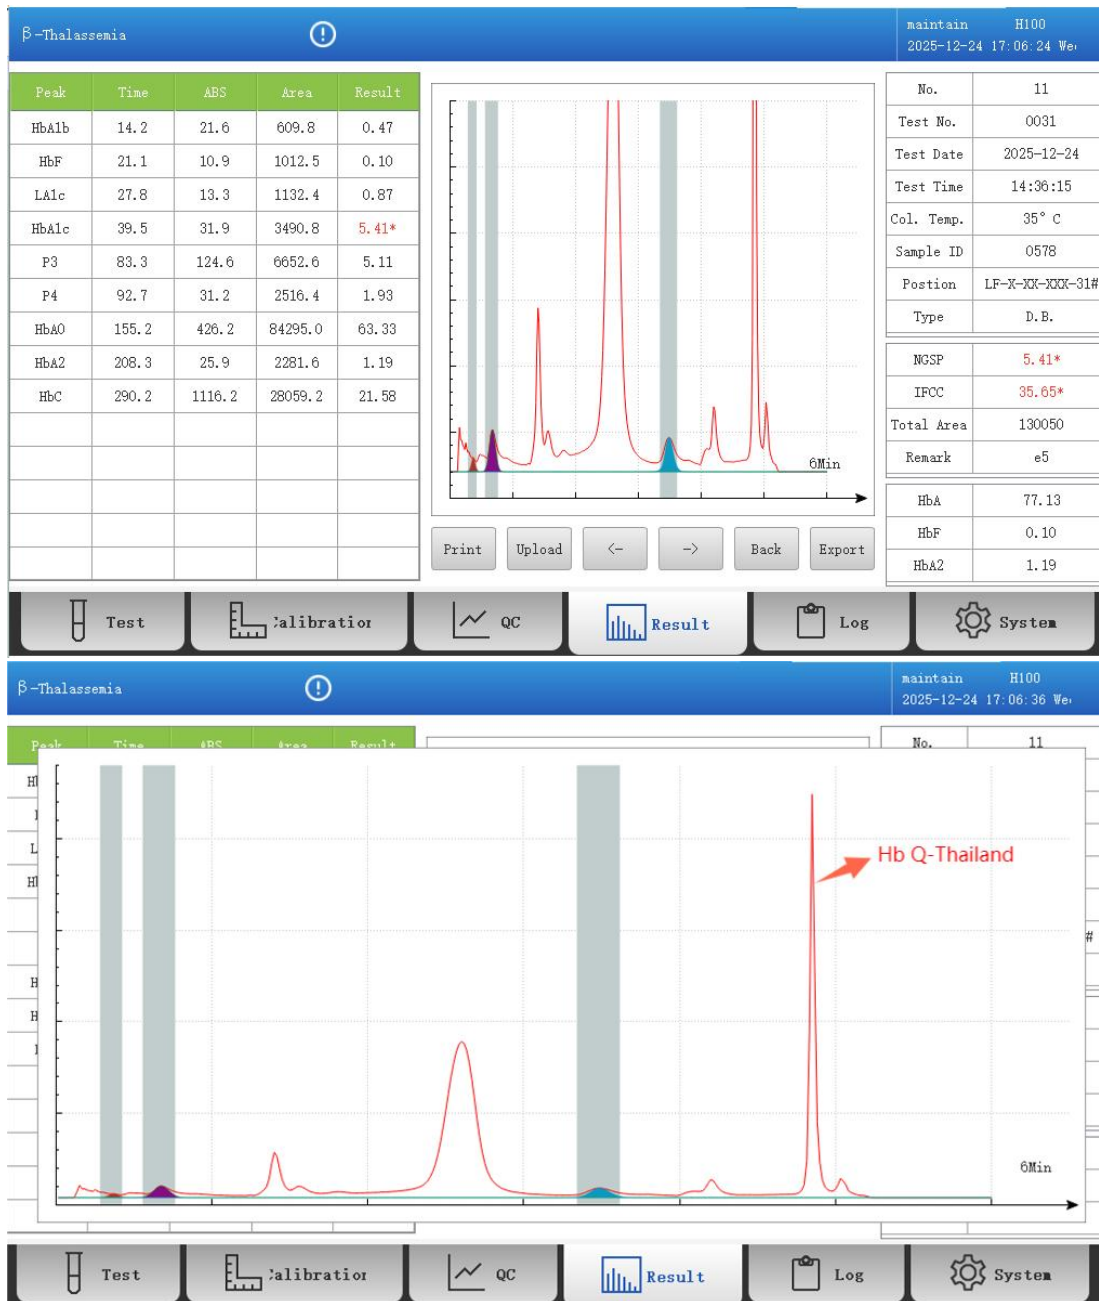 β-Thalassemia
maintain H100
2025-12-24 17:06:24 We
Peak Time ABS Area Result
HbA1b 14.2 21.6 609.8 0.47
HbF 21.1 10.9 1012.5 0.10
LA1c 27.8 13.3 1132.4 0.87
HbA1c 39.5 31.9 3490.8 5.41*
P3 83.3 124.6 6652.6 5.11
P4 92.7 31.2 2516.4 1.93
HbA0 155.2 426.2 84295.0 63.33
HbA2 208.3 25.9 2281.6 1.19
HbC 290.2 1116.2 28059.2 21.58
6Min
No. 11
Test No. 0031
Test Date 2025-12-24
Test Time 14:36:15
Col. Temp. 35° C
Sample ID 0578
Postion LF-X-XX-XXX-31#
Type D.B.
NGSP 5.41*
IFCC 35.65*
Total Area 130050
Remark e5
HbA 77.13
HbF 0.10
HbA2 1.19
Print Upload <- -> Back Export
Test Calibration QC Result Log System
β-Thalassemia
maintain H100
2025-12-24 17:06:36 We
Peak Time ABS Area Result
No. 11
Hb Q-Thailand
#
6Min
Test Calibration QC Result Log System